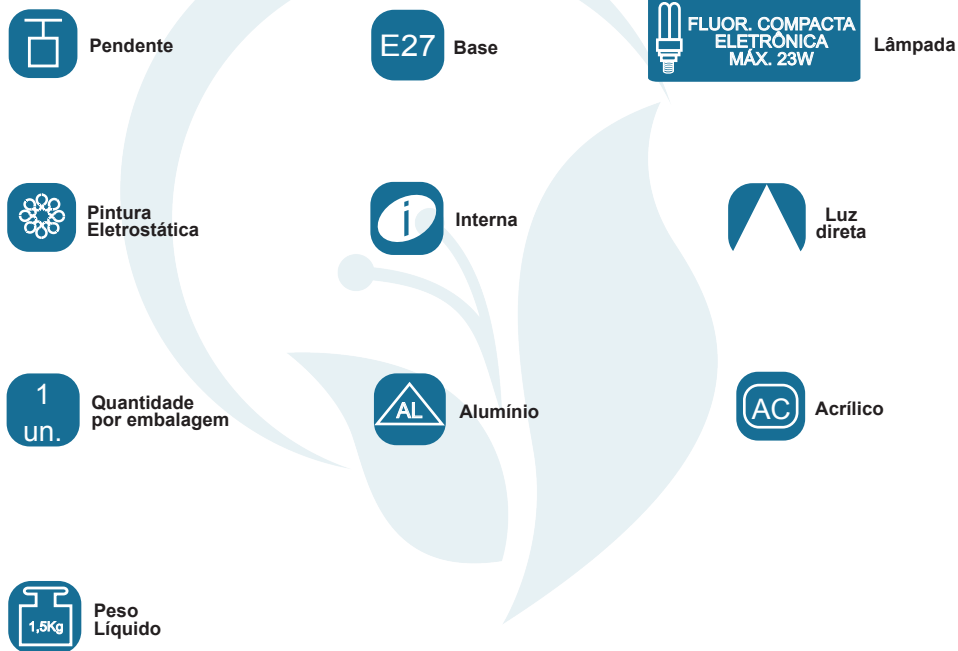 Pendente
E27
Base
FLUOR. COMPACTA
ELETRÔNICA
MÁX. 23W
Lâmpada
Pintura
Eletrostática
i
Interna
Luz
direta
1
un.
Quantidade
por embalagem
AL
Alumínio
AC
Acrílico
1,5Kg
Peso
Líquido